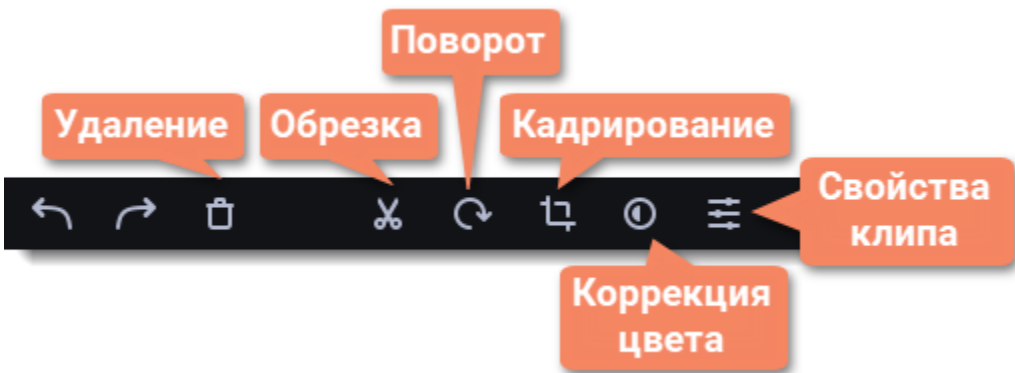 Поворот
Удаление
Обрезка
Кадрирование
Свойства
клипа
Коррекция
цвета